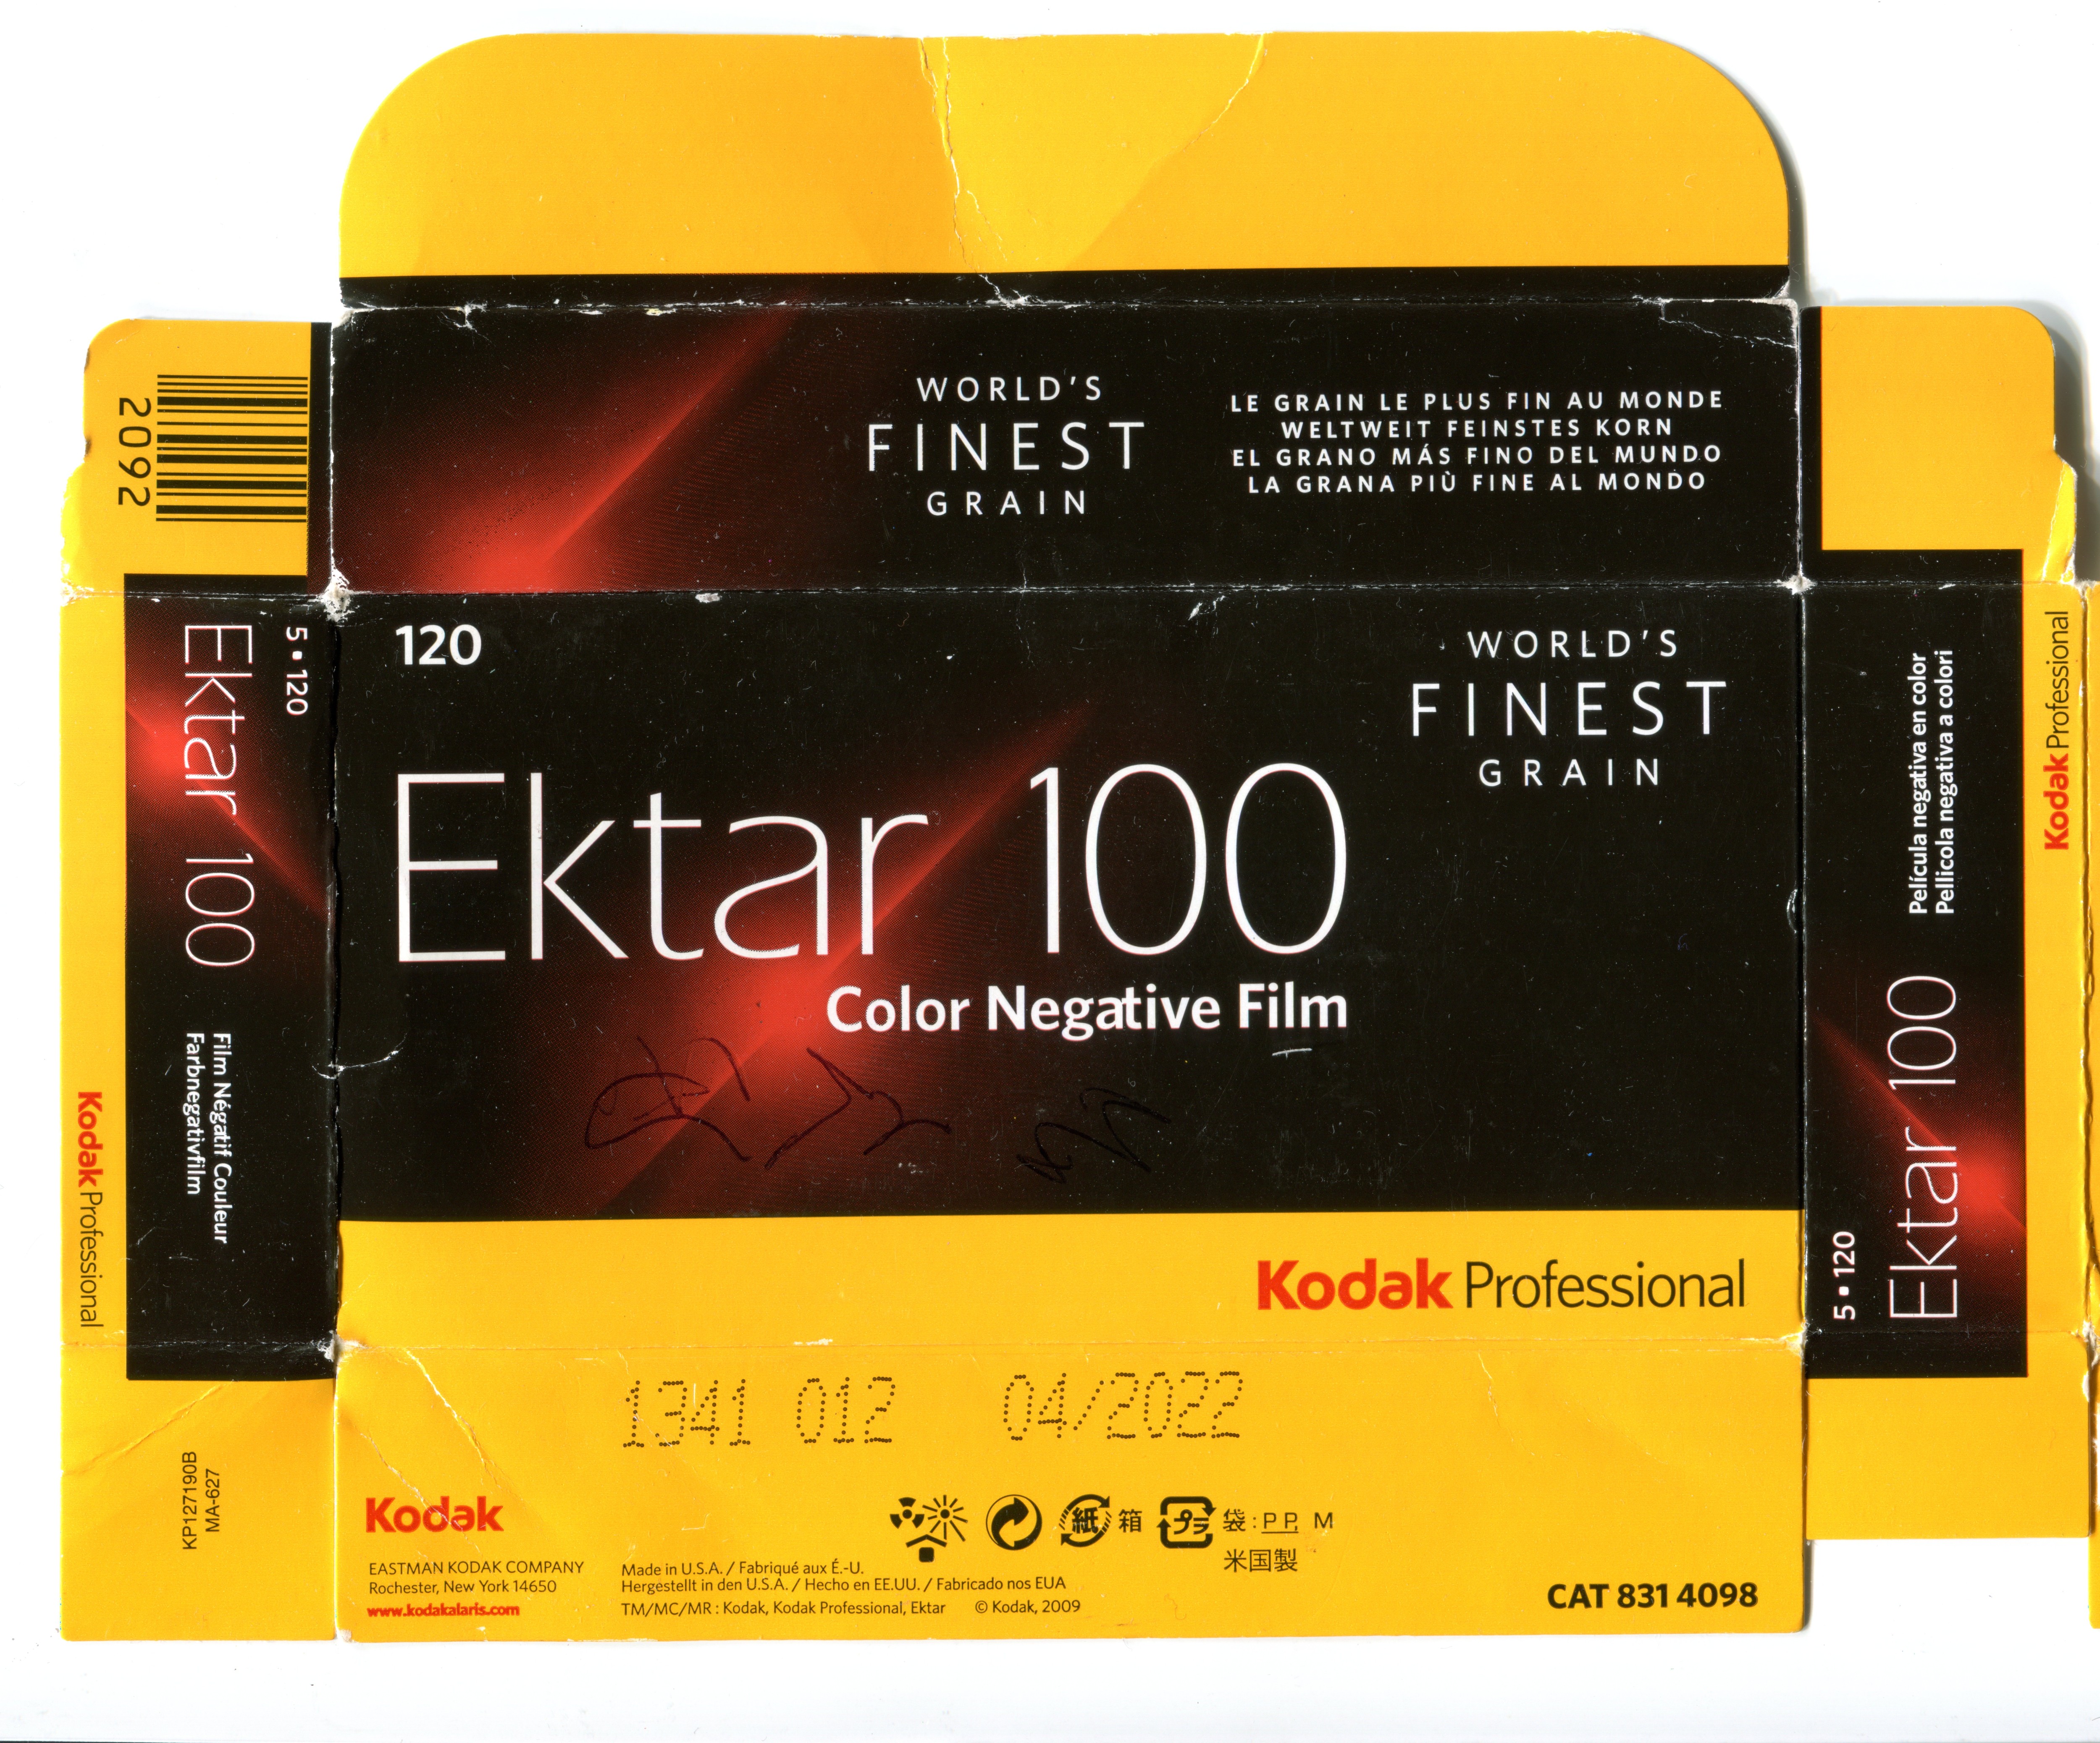 WORLD'S
FINEST
GRAIN
LE GRAIN LE PLUS FIN AU MONDE
WELTWEIT FEINSTES KORN
EL GRANO MÁS FINO DEL MUNDO
LA GRANA PIÙ FINE AL MONDO
2092
5▪120
Ektar 100
Film Négatif Couleur
Farbnegativfilm
Kodak Professional
KP127190B
MA-627
120
WORLD'S
FINEST
GRAIN
Ektar 100
Color Negative Film
Kodak Professional
1341 012 04/2022
Kodak
EASTMAN KODAK COMPANY
Rochester, New York 14650
www.kodakalaris.com
紙 箱 プラ 袋:PP, M
米国製
Made in U.S.A. / Fabriqué aux É.-U.
Hergestellt in den U.S.A. / Hecho en EE.UU. / Fabricado nos EUA
TM/MC/MR : Kodak, Kodak Professional, Ektar © Kodak, 2009
CAT 831 4098
5▪120
Ektar 100
Película negativa en color
Pellicola negativa a colori
Kodak Professional